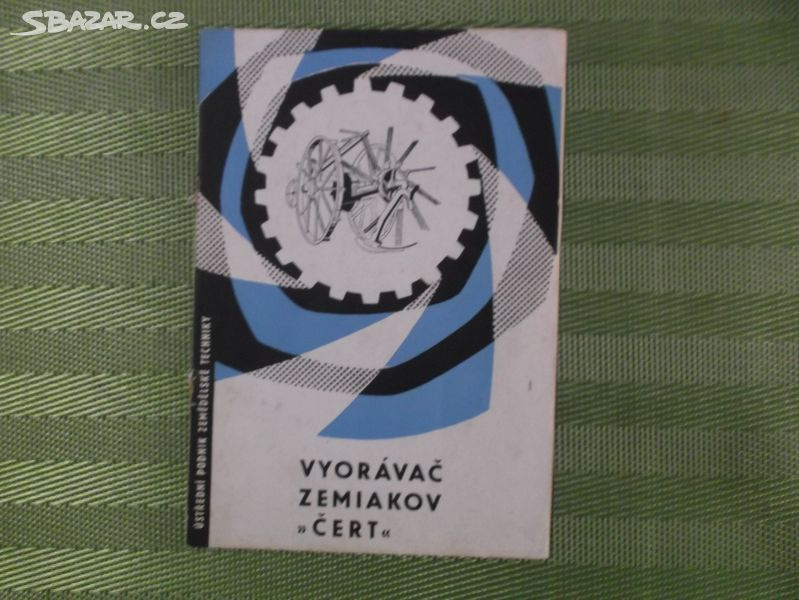 SBAZAR.CZ
ÚSTŘEDNÍ PODNIK ZEMĚDĚLSKÉ TECHNIKY
VYORÁVAČ
ZEMIAKOV
»ČERT«